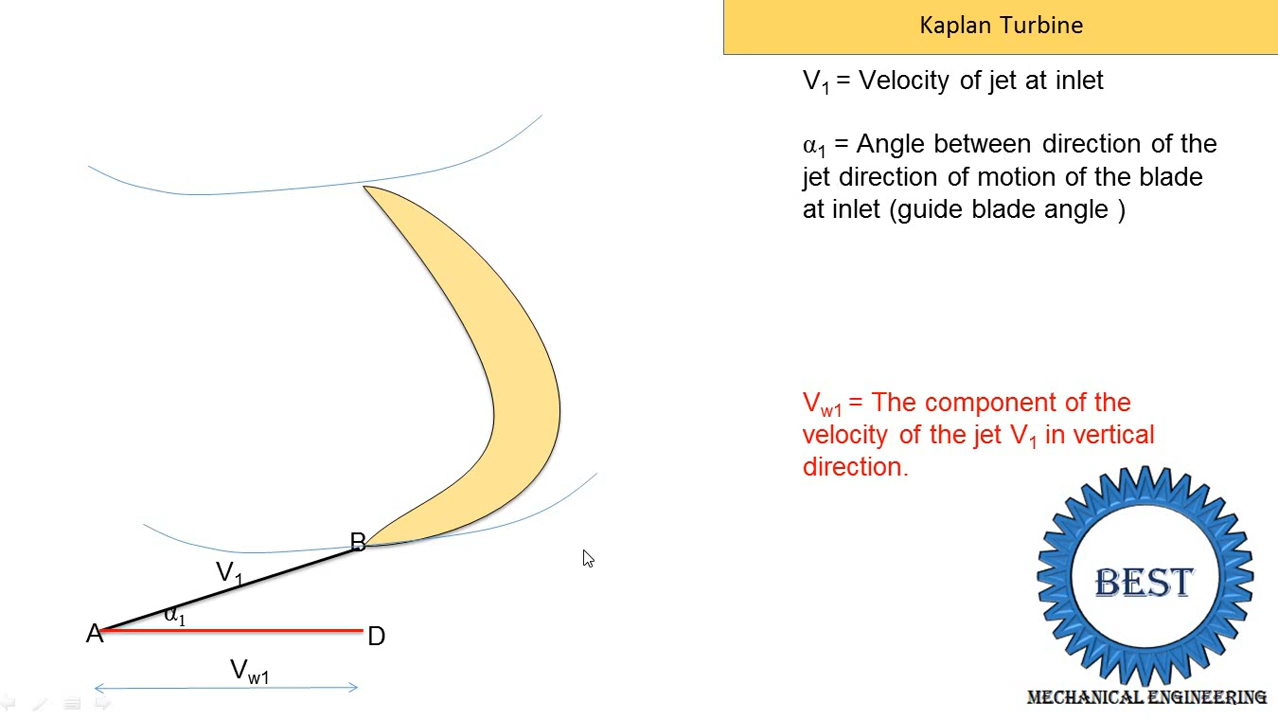 Kaplan Turbine
V₁ = Velocity of jet at inlet
α₁ = Angle between direction of the
jet direction of motion of the blade
at inlet (guide blade angle )
V_w1 = The component of the
velocity of the jet V₁ in vertical
direction.
B
V₁
α₁
A
D
V_w1
BEST
MECHANICAL ENGINEERING